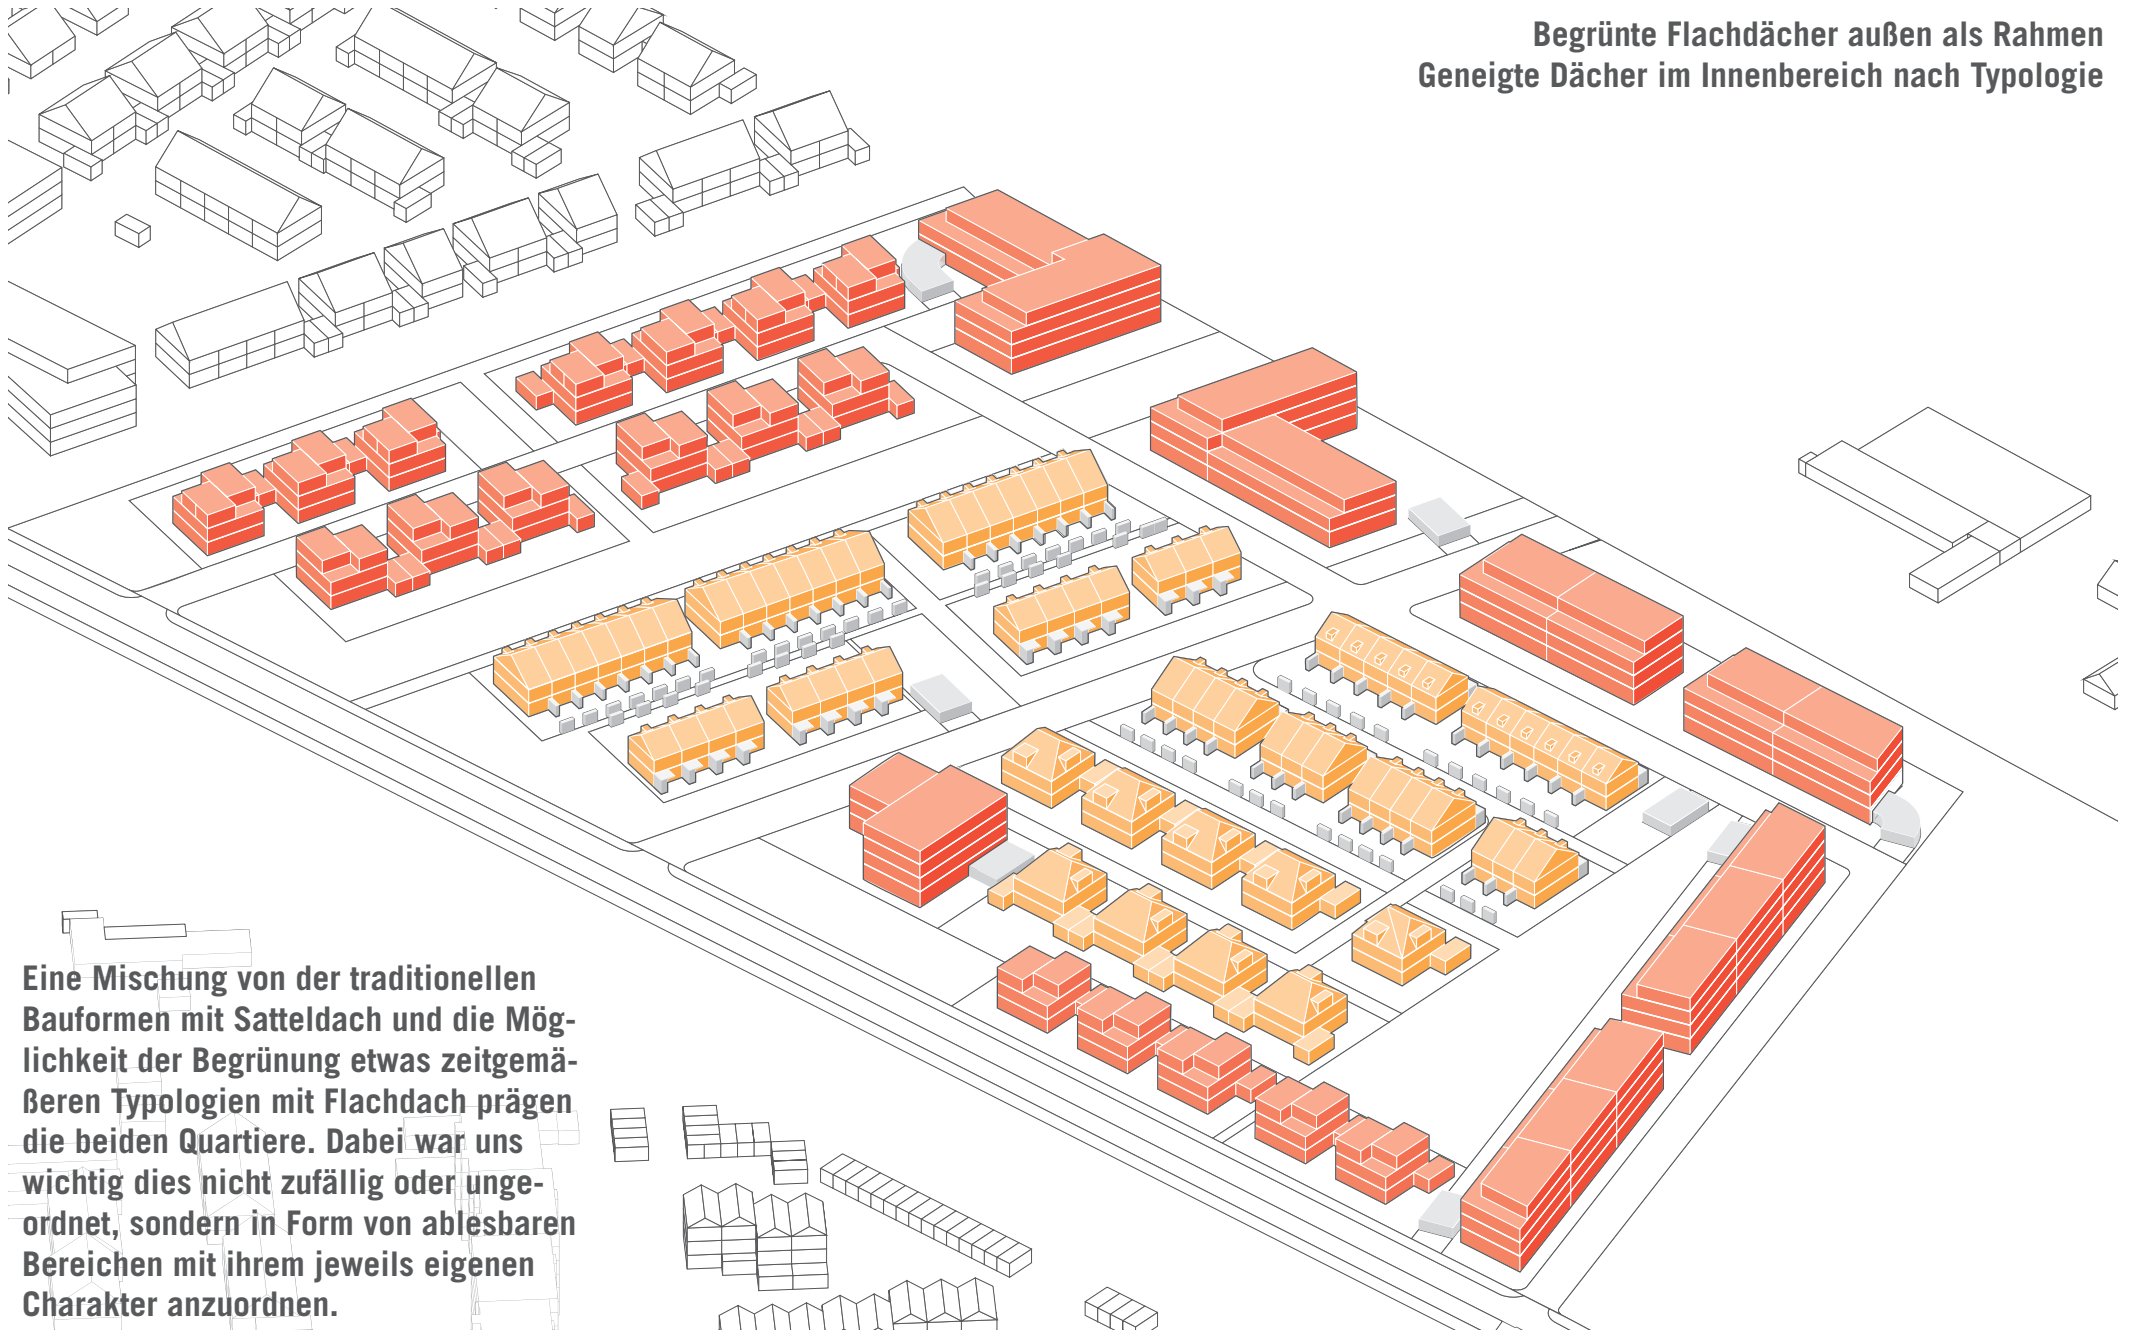 Begrünte Flachdächer außen als Rahmen
Geneigte Dächer im Innenbereich nach Typologie
Eine Mischung von der traditionellen
Bauformen mit Satteldach und die Mög-
lichkeit der Begrünung etwas zeitgemä-
ßeren Typologien mit Flachdach prägen
die beiden Quartiere. Dabei war uns
wichtig dies nicht zufällig oder unge-
ordnet, sondern in Form von ablesbaren
Bereichen mit ihrem jeweils eigenen
Charakter anzuordnen.